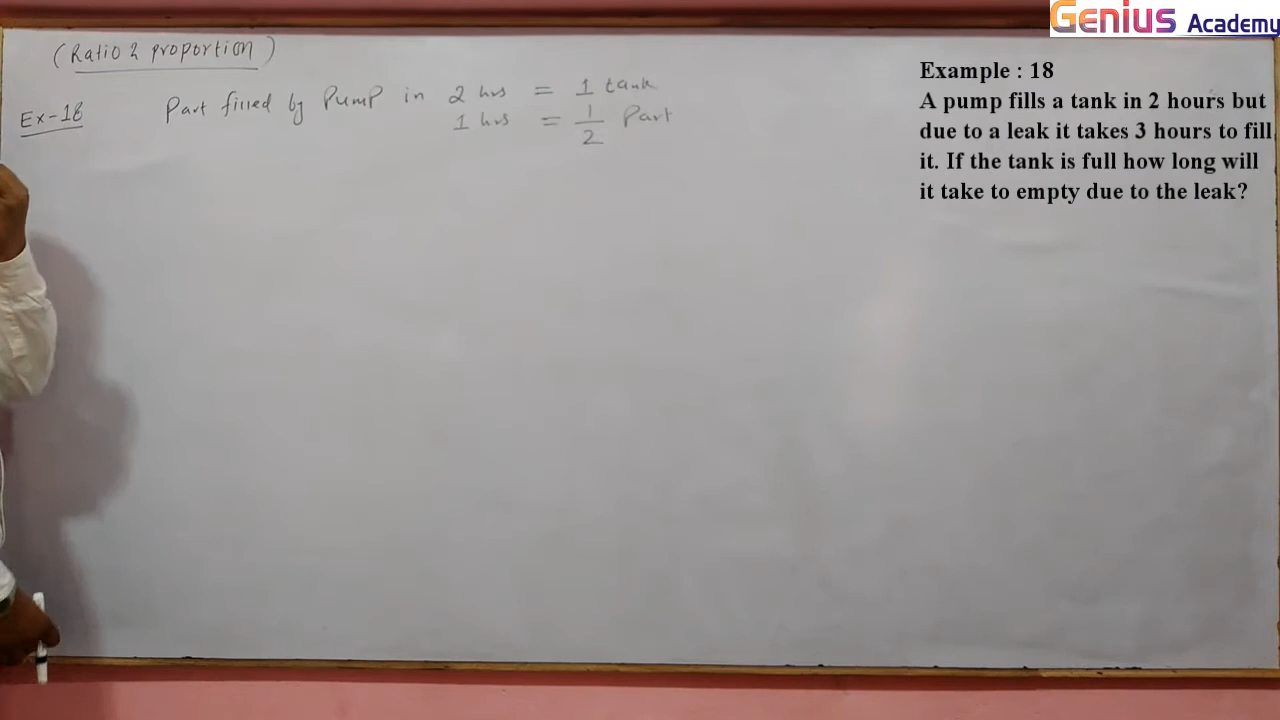 Genius Academy
(Ratio & proportion)
Ex-18
Part filled by Pump in 2 hrs = 1 tank
1 hrs = 1/2 Part
Example : 18
A pump fills a tank in 2 hours but
due to a leak it takes 3 hours to fill
it. If the tank is full how long will
it take to empty due to the leak?